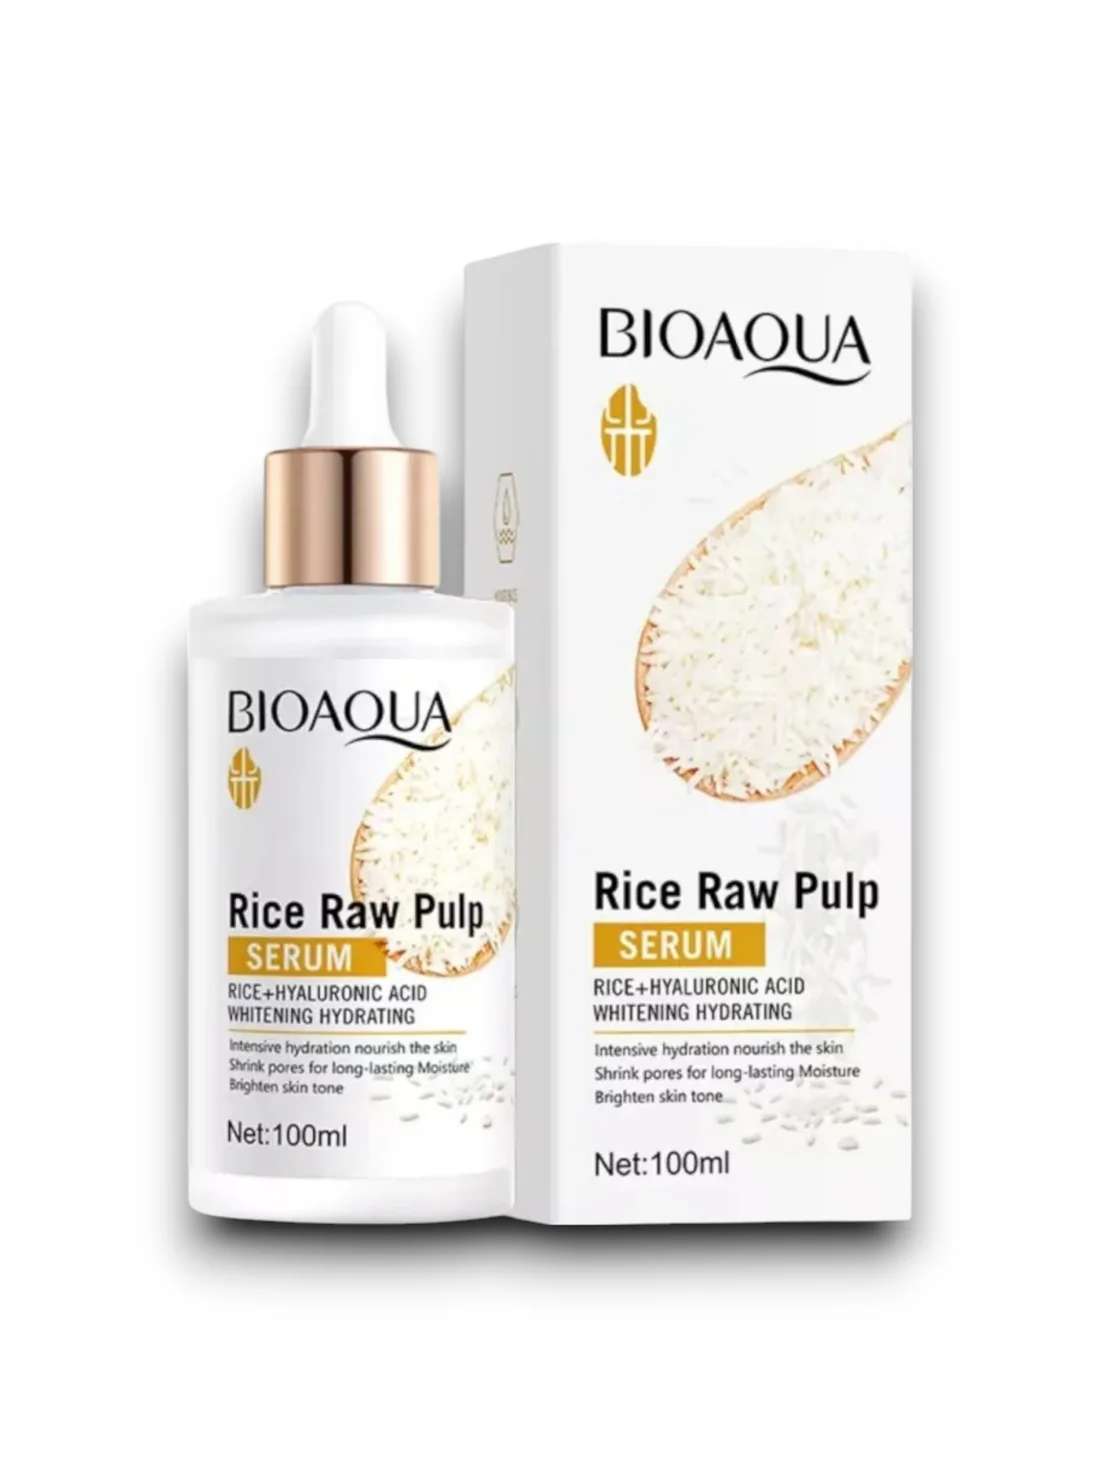 BIOAQUA
Rice Raw Pulp
SERUM
RICE+HYALURONIC ACID
WHITENING HYDRATING
Intensive hydration nourish the skin
Shrink pores for long-lasting Moisture
Brighten skin tone
Net:100ml
BIOAQUA
Rice Raw Pulp
SERUM
RICE+HYALURONIC ACID
WHITENING HYDRATING
Intensive hydration nourish the skin
Shrink pores for long-lasting Moisture
Brighten skin tone
Net:100ml